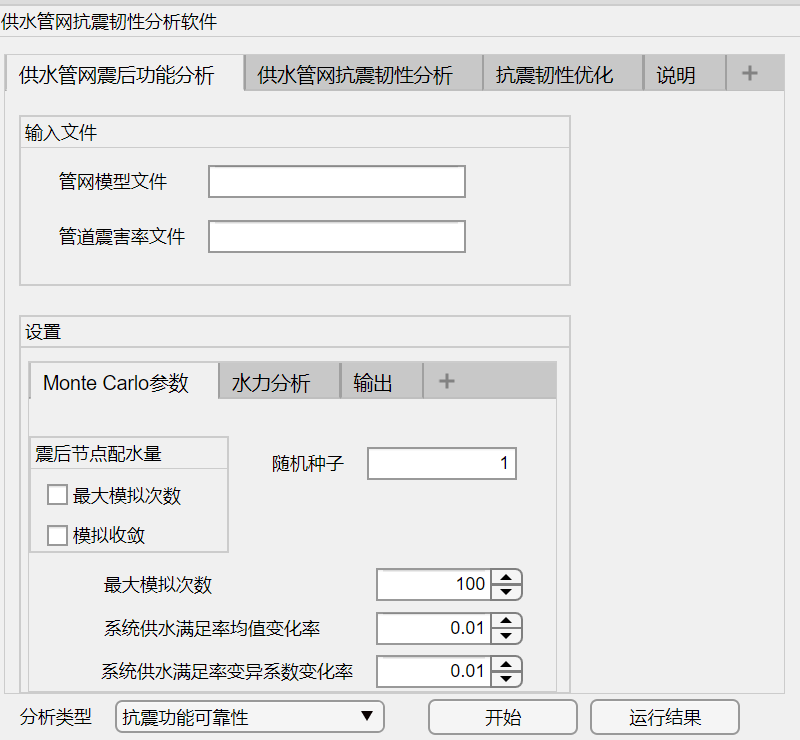 供水管网抗震韧性分析软件
供水管网震后功能分析 供水管网抗震韧性分析 抗震韧性优化 说明 +
输入文件
管网模型文件
管道震害率文件
设置
Monte Carlo参数 水力分析 输出 +
震后节点配水量
随机种子 1
最大模拟次数
模拟收敛
最大模拟次数 100
系统供水满足率均值变化率 0.01
系统供水满足率变异系数变化率 0.01
分析类型 抗震功能可靠性 开始 运行结果